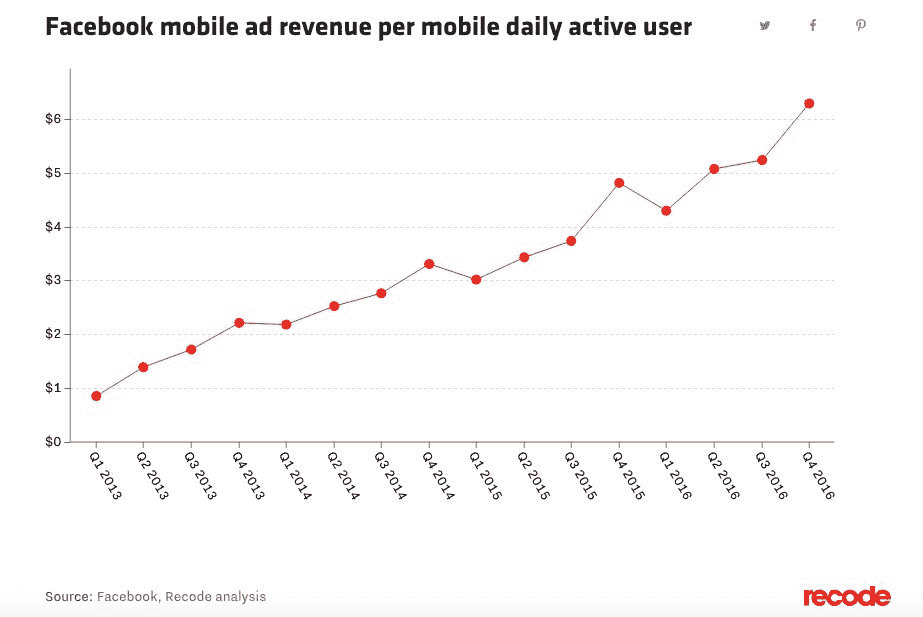 Facebook mobile ad revenue per mobile daily active user
$6
$5
$4
$3
$2
$1
$0
Q1 2013
Q2 2013
Q3 2013
Q4 2013
Q1 2014
Q2 2014
Q3 2014
Q4 2014
Q1 2015
Q2 2015
Q3 2015
Q4 2015
Q1 2016
Q2 2016
Q3 2016
Q4 2016
Source: Facebook, Recode analysis
recode